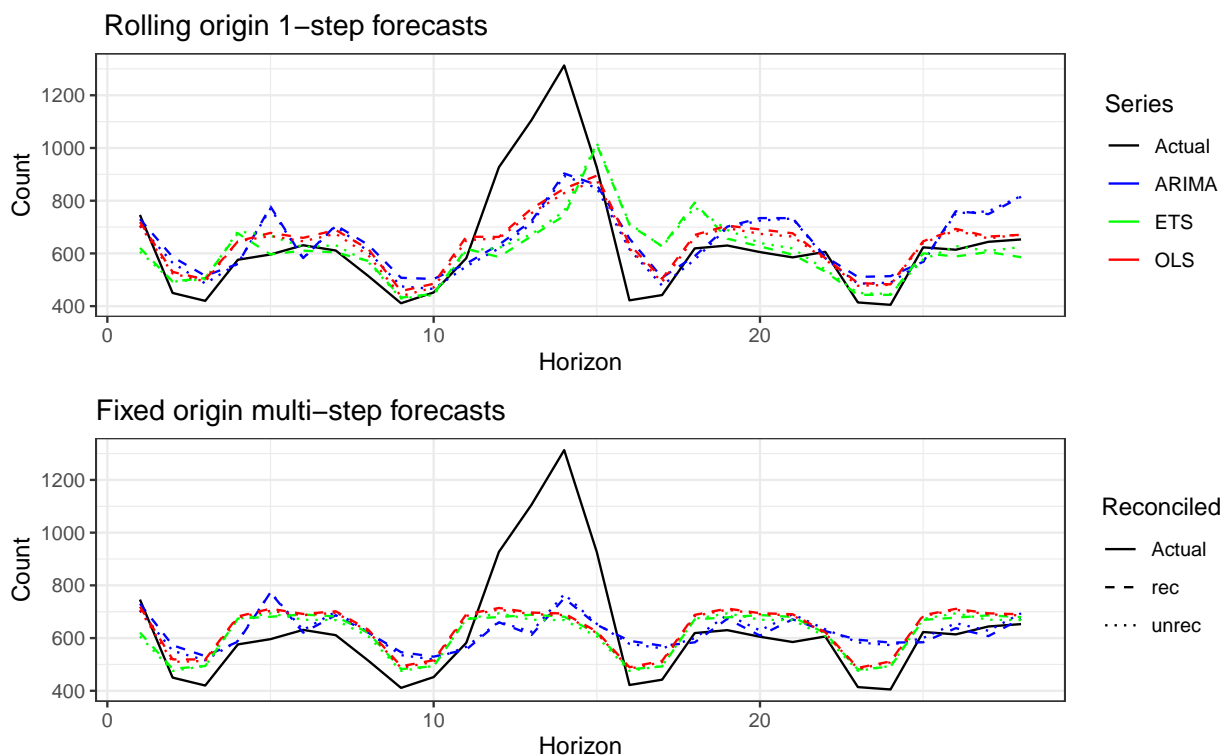 Rolling origin 1−step forecasts
1200
1000
800
600
400
Count
0
10
20
Horizon
Series
Actual
ARIMA
ETS
OLS
Fixed origin multi−step forecasts
1200
1000
800
600
400
Count
0
10
20
Horizon
Reconciled
Actual
rec
unrec